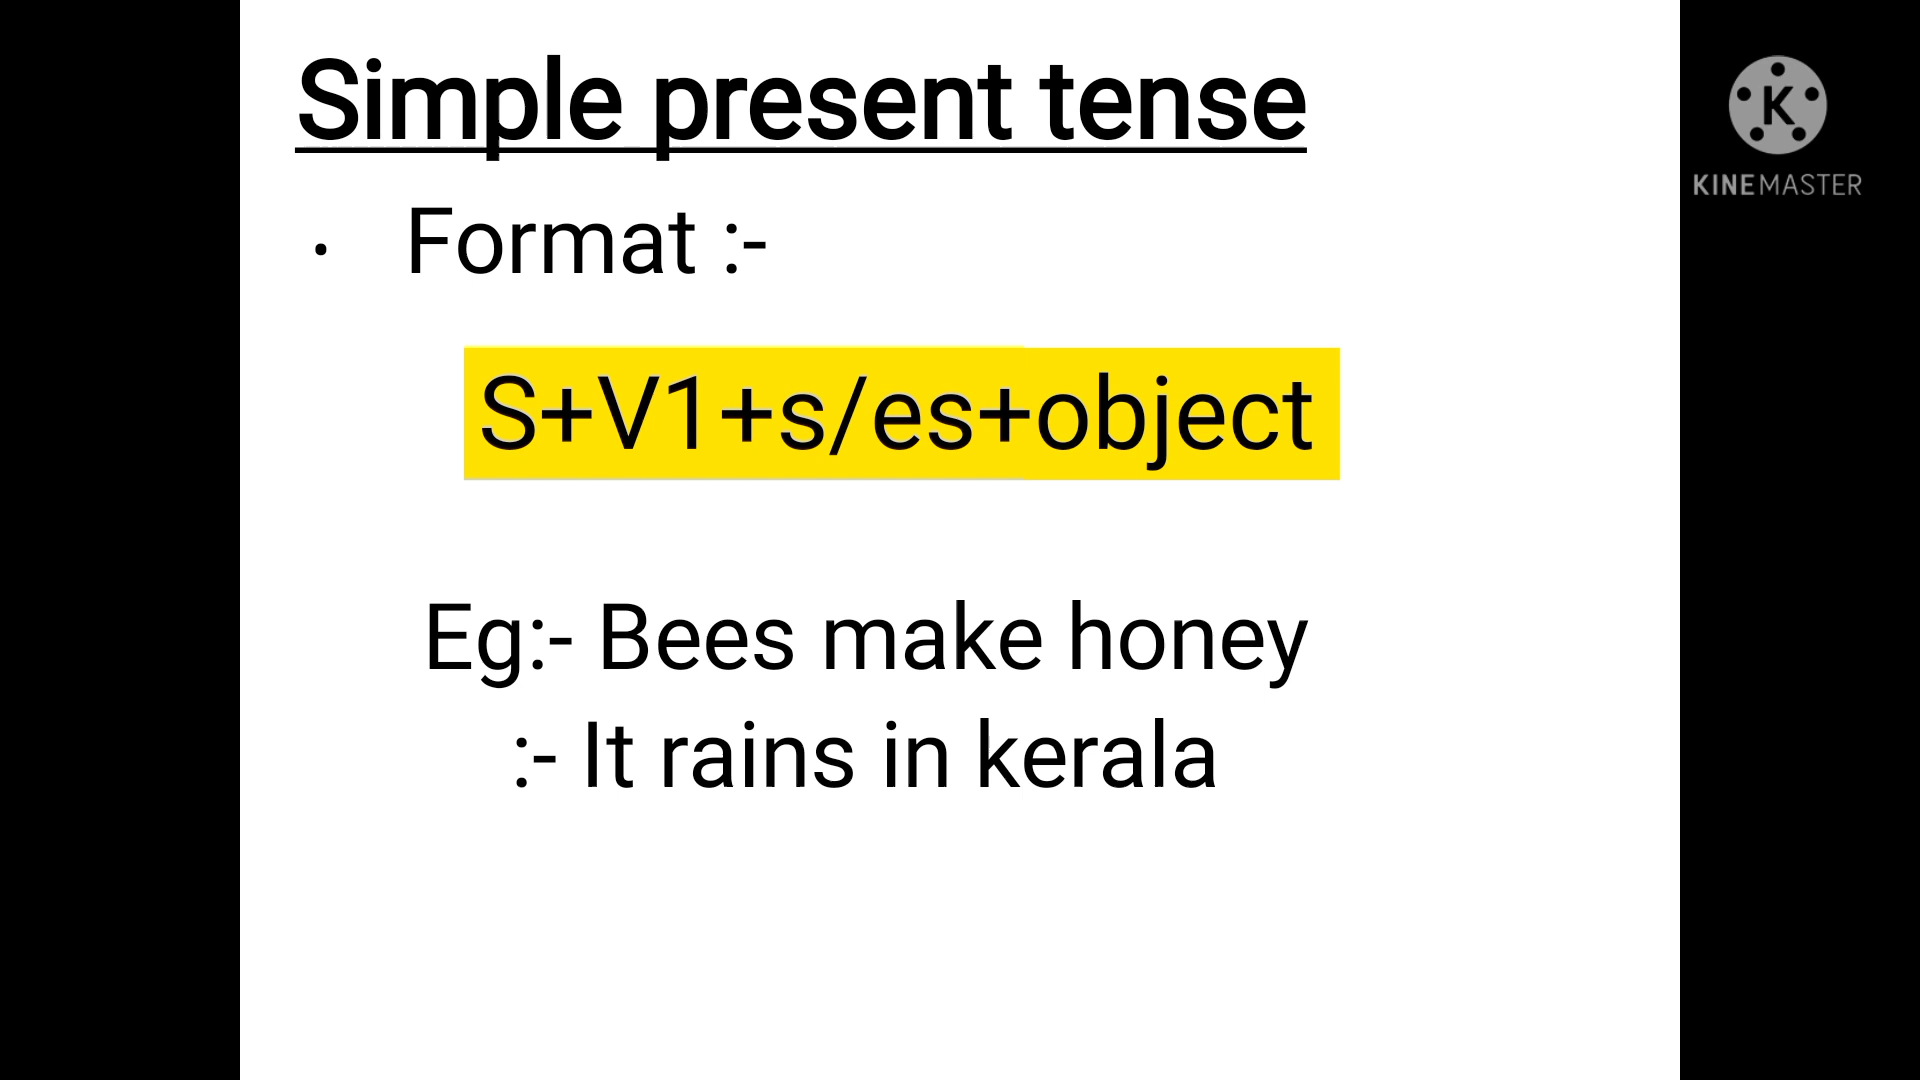 Simple present tense
• Format :-
S+V1+s/es+object
Eg:- Bees make honey
:- It rains in kerala
K
KINEMASTER